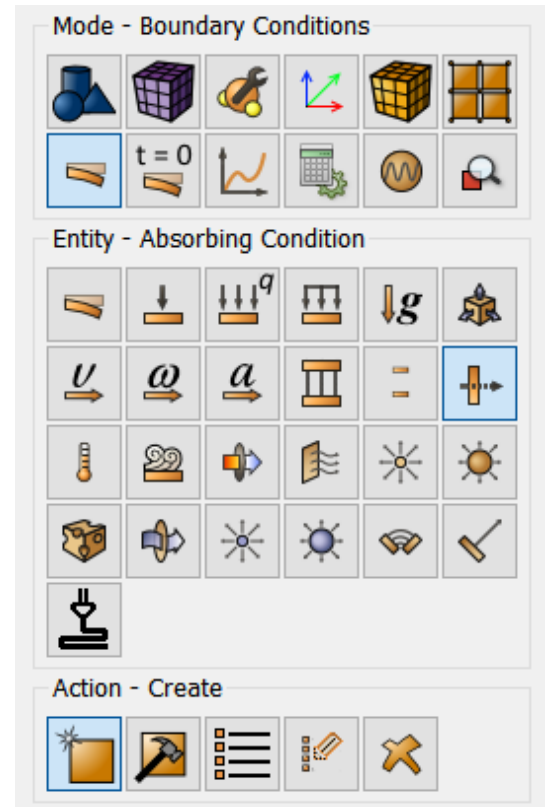 Mode - Boundary Conditions
t = 0
Entity - Absorbing Condition
q
g
υ
ω
a
Action - Create